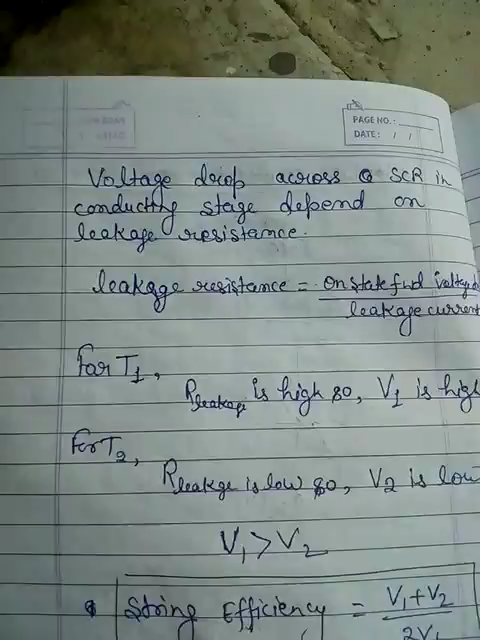 PAGE NO.:
DATE: / /
Voltage drop across a SCR in
conducting stage depend on
leakage resistance.
leakage resistance = on state fwd
leakage current
For T1,
Rleakage is high so, V1 is high
For T2,
Rleakge is low so, V2 is low
V1 > V2
String Efficiency = V1+V2
2V1